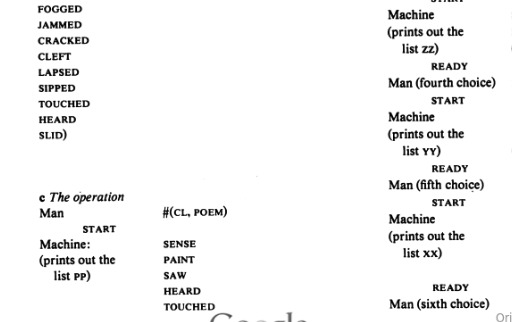 FOGGED
JAMMED
CRACKED
CLEFT
LAPSED
SIPPED
TOUCHED
HEARD
SLID)
c The operation
Man #(CL, POEM)
START
Machine: SENSE
(prints out the PAINT
list PP) SAW
HEARD
TOUCHED
START
Machine
(prints out the
list ZZ)
READY
Man (fourth choice)
START
Machine
(prints out the
list YY)
READY
Man (fifth choice)
START
Machine
(prints out the
list XX)
READY
Man (sixth choice)
Google
Ori